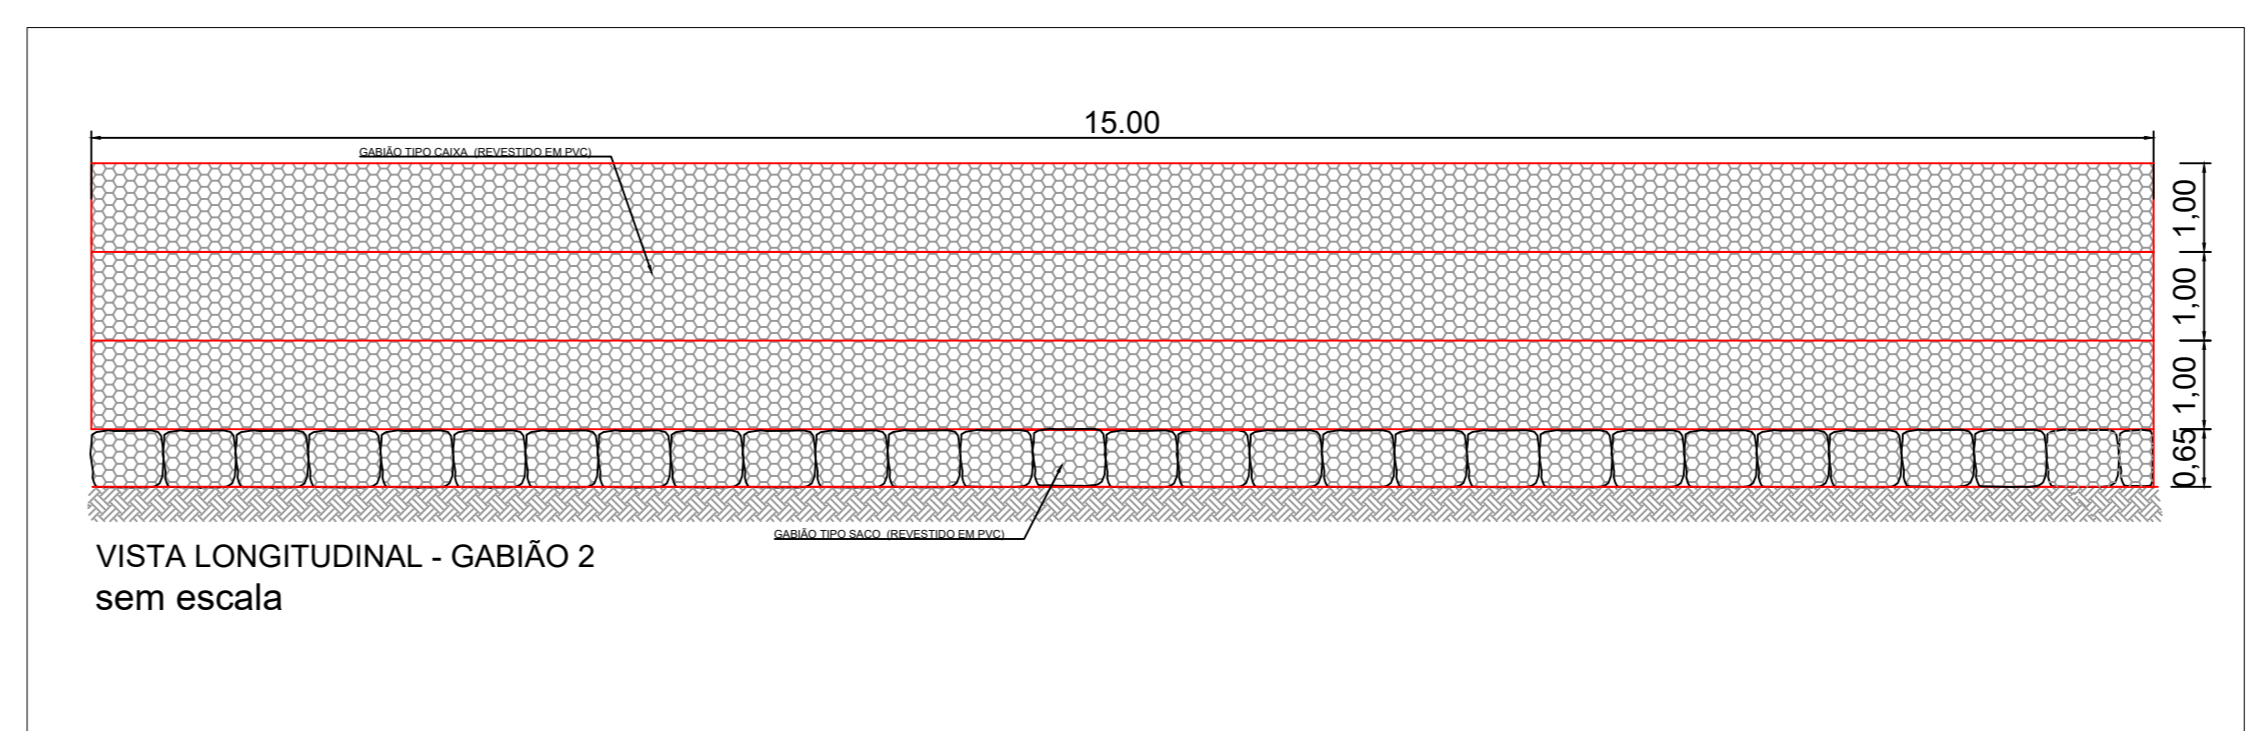 15.00
GABIÃO TIPO CAIXA (REVESTIDO EM PVC)
1,00
1,00
1,00
0,65
GABIÃO TIPO SACO (REVESTIDO EM PVC)
VISTA LONGITUDINAL - GABIÃO 2
sem escala